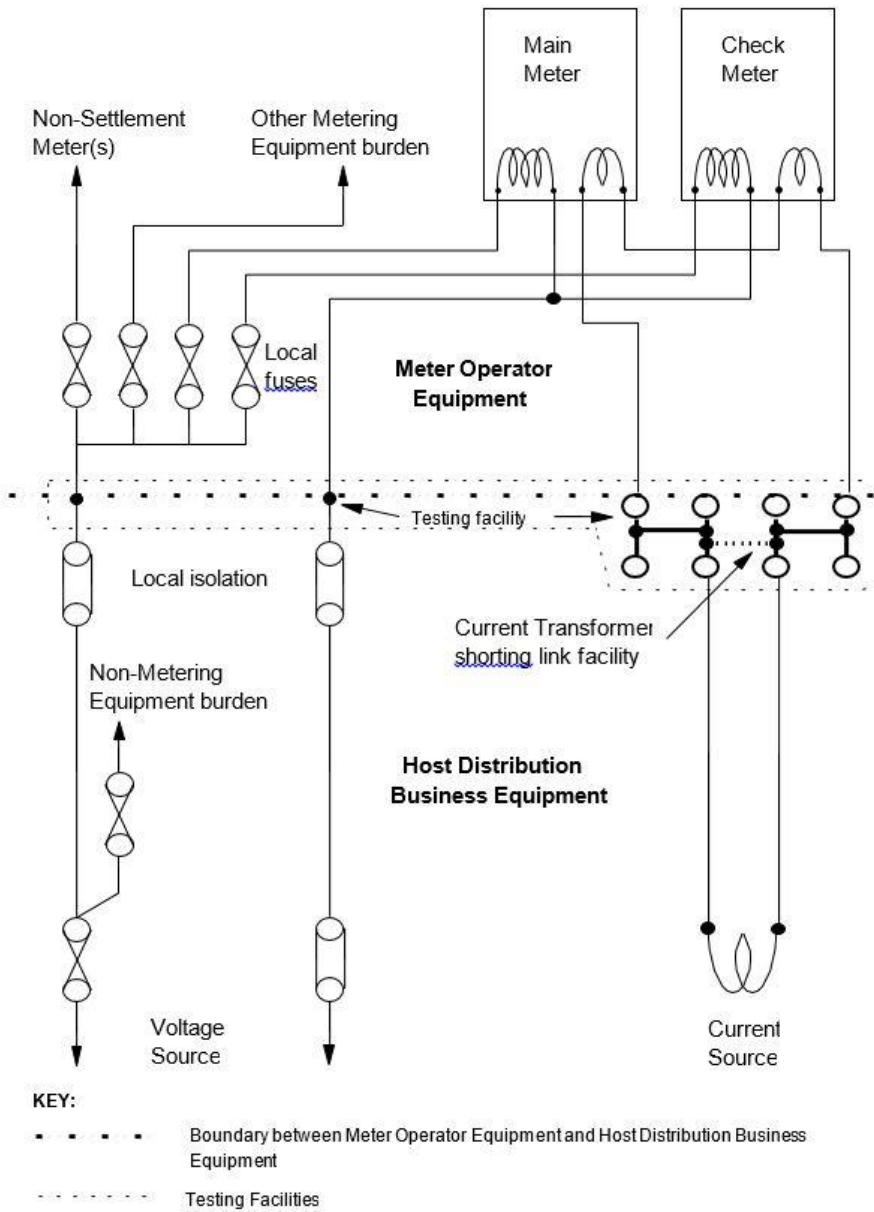 Main
Meter
Check
Meter
Non-Settlement
Meter(s)
Other Metering
Equipment burden
Local
fuses
Meter Operator
Equipment
Testing facility
Local isolation
Current Transformer
shorting link facility
Non-Metering
Equipment burden
Host Distribution
Business Equipment
Voltage
Source
Current
Source
KEY:
Boundary between Meter Operator Equipment and Host Distribution Business
Equipment
Testing Facilities